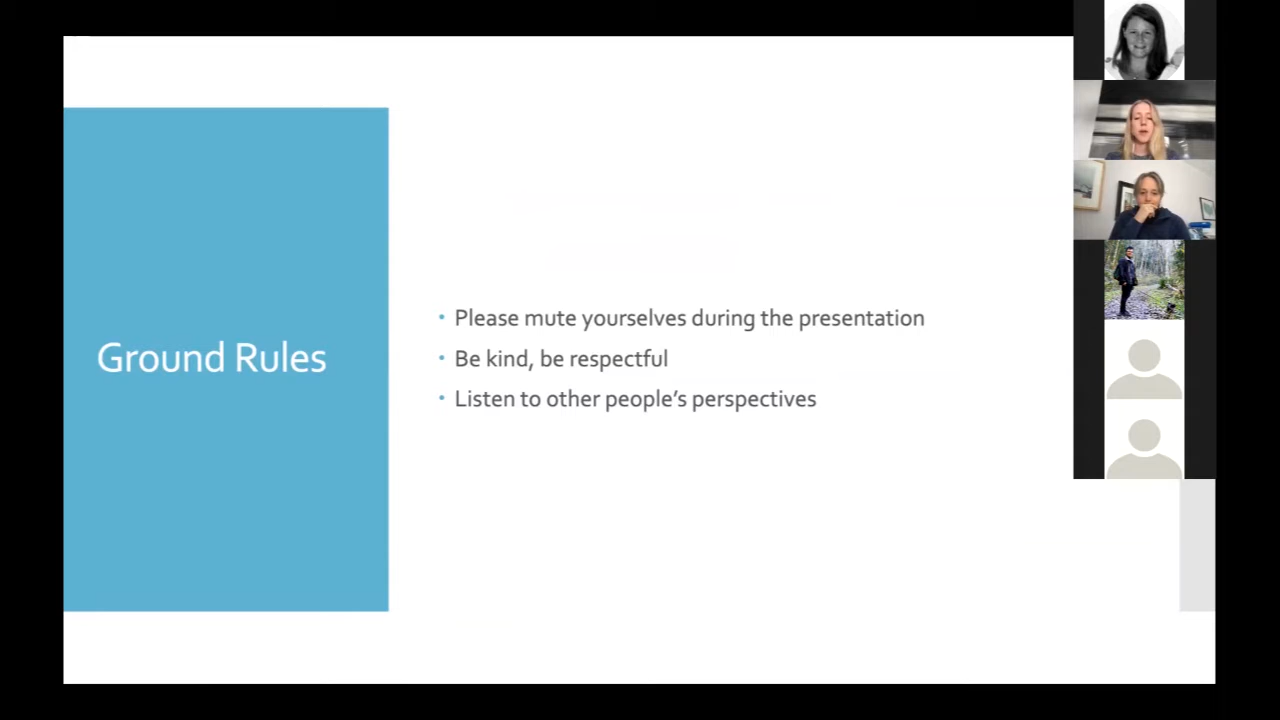 Ground Rules
• Please mute yourselves during the presentation
• Be kind, be respectful
• Listen to other people’s perspectives